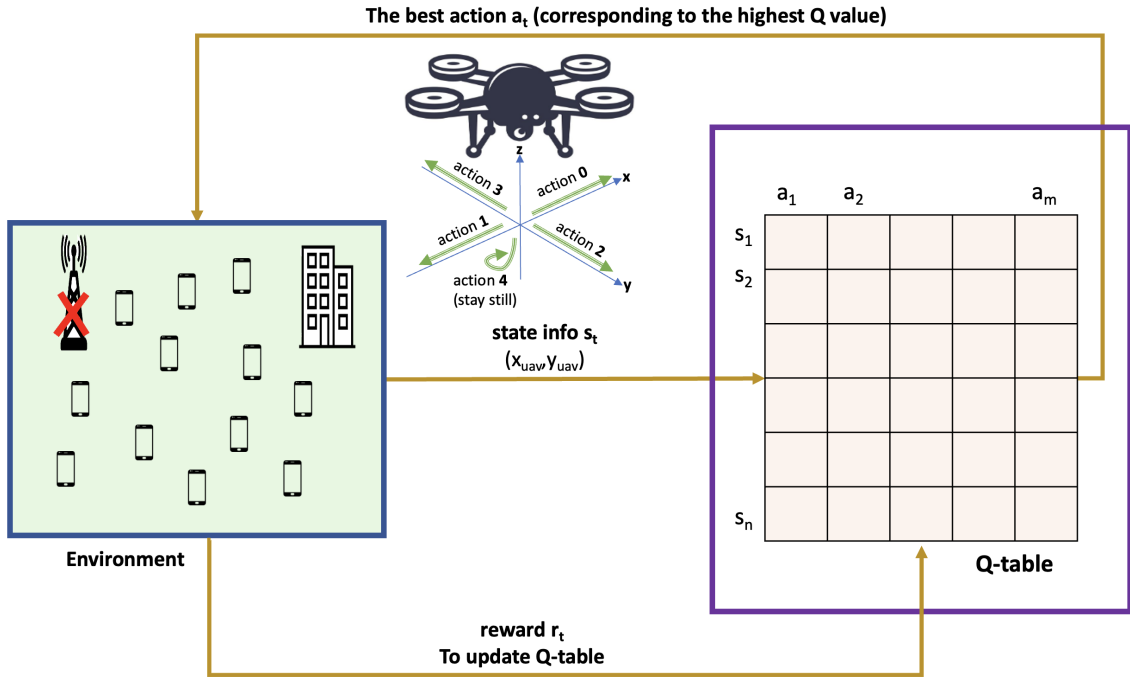 The best action aₜ (corresponding to the highest Q value)
z
action 3
action 0
x
action 1
action 2
action 4
(stay still)
y
a₁ a₂ aₘ
s₁
s₂
sₙ
state info sₜ
(xᵤₐᵥ,yᵤₐᵥ)
Environment
Q-table
reward rₜ
To update Q-table